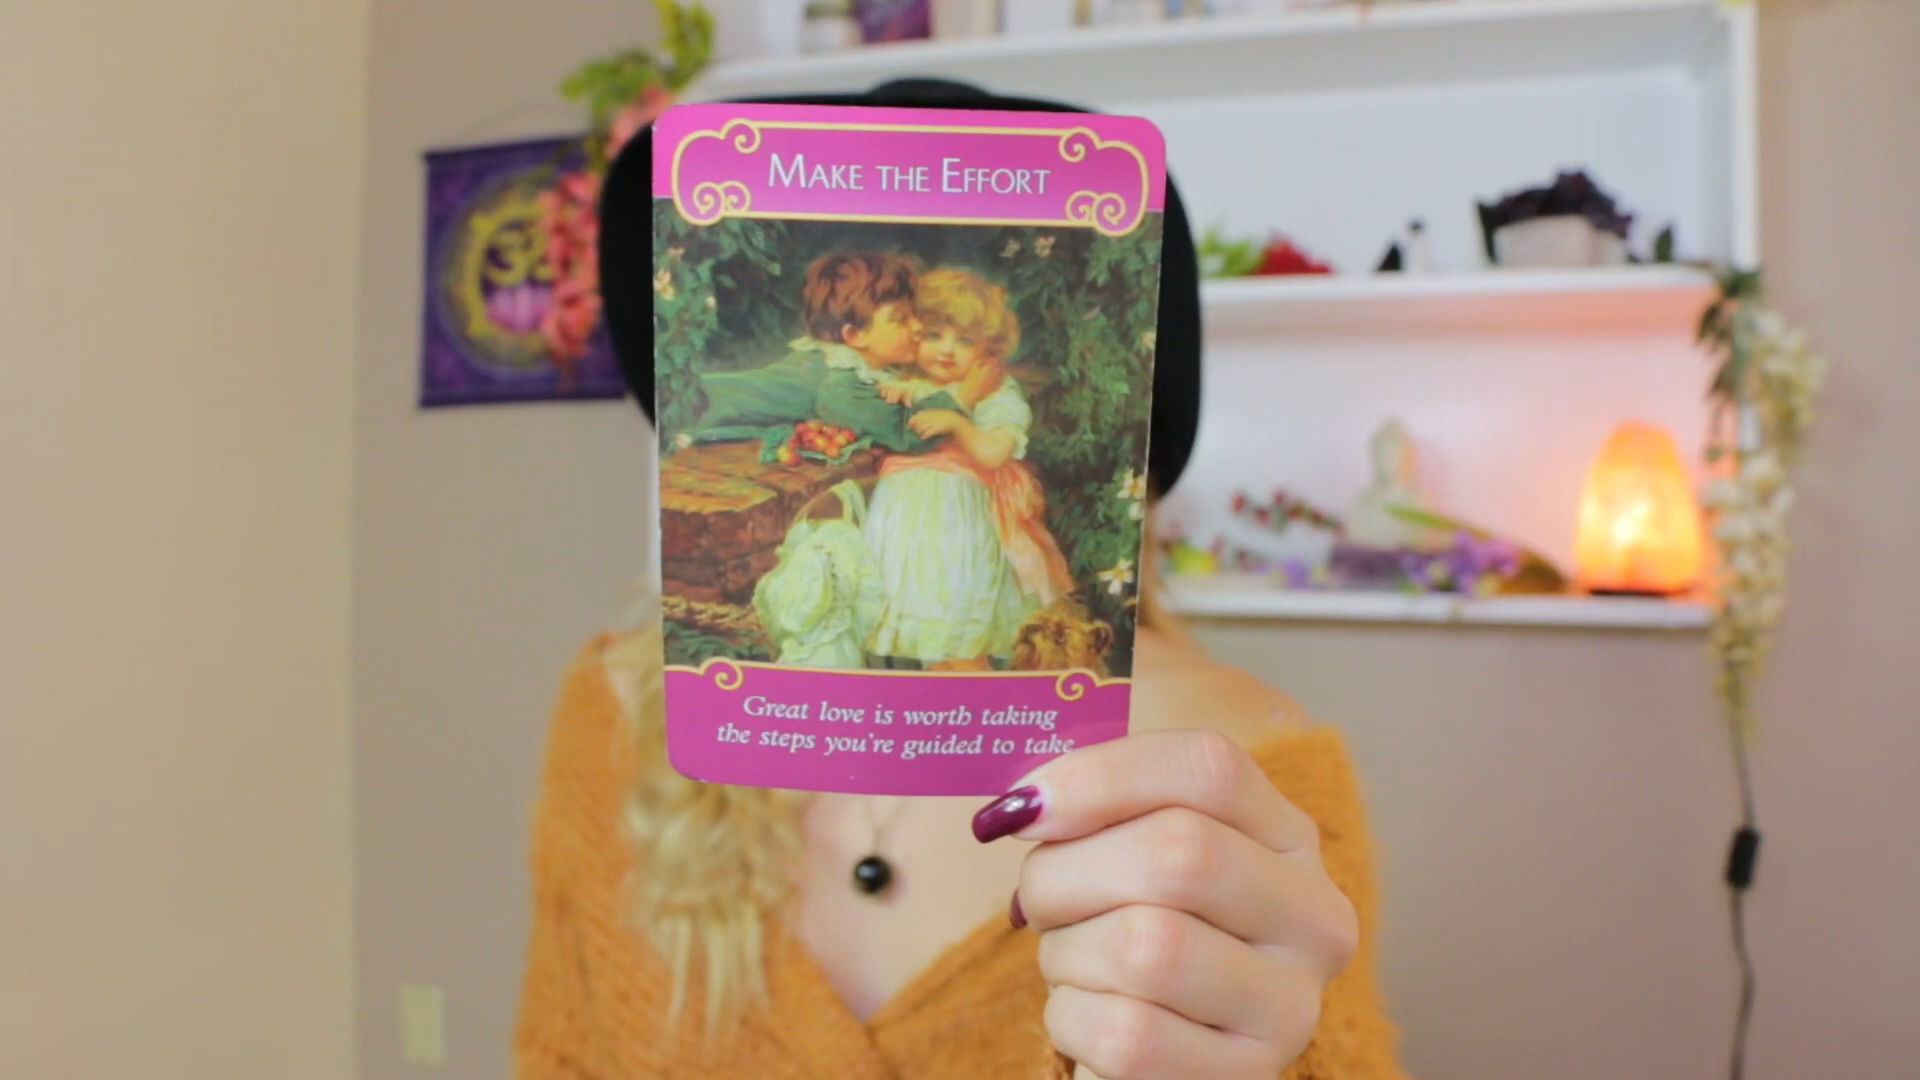 MAKE THE EFFORT
Great love is worth taking
the steps you're guided to take